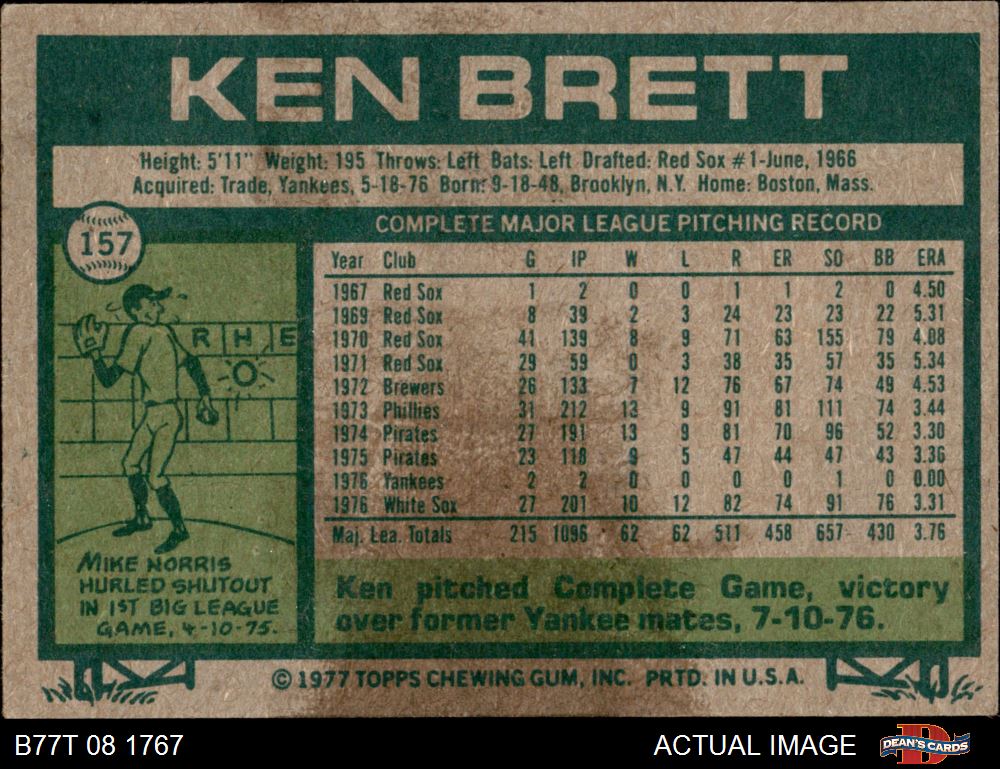 KEN BRETT
Height: 5'11" Weight: 195 Throws: Left Bats: Left Drafted: Red Sox #1-June, 1966
Acquired: Trade, Yankees, 5-18-76 Born: 9-18-48, Brooklyn, N.Y. Home: Boston, Mass.
157
COMPLETE MAJOR LEAGUE PITCHING RECORD
Year Club G IP W L R ER SO BB ERA
1967 Red Sox 1 2 0 0 1 1 2 0 4.50
1969 Red Sox 8 39 2 3 24 23 23 22 5.31
1970 Red Sox 41 139 8 9 71 63 155 79 4.08
1971 Red Sox 29 59 0 3 38 35 57 35 5.34
1972 Brewers 26 133 7 12 76 67 74 49 4.53
1973 Phillies 31 212 13 9 91 81 111 74 3.44
1974 Pirates 27 191 13 9 81 70 96 52 3.30
1975 Pirates 23 118 9 5 47 44 47 43 3.36
1976 Yankees 2 2 0 0 0 0 1 0 0.00
1976 White Sox 27 201 10 12 82 74 91 76 3.31
Maj. Lea. Totals 215 1096 62 62 511 458 657 430 3.76
R H E
0
MIKE NORRIS
HURLED SHUTOUT
IN 1ST BIG LEAGUE
GAME, 4-10-75.
Ken pitched Complete Game, victory
over former Yankee mates, 7-10-76.
© 1977 TOPPS CHEWING GUM, INC. PRTD. IN U.S.A.
B77T 08 1767
ACTUAL IMAGE
DEAN'S CARDS